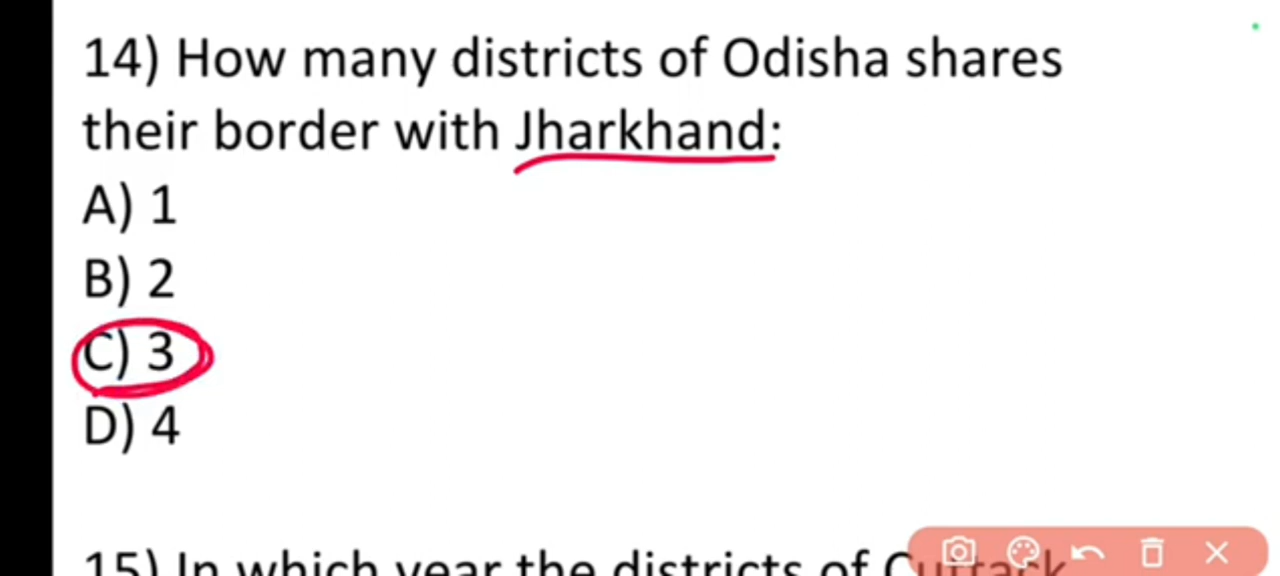 14) How many districts of Odisha shares
their border with Jharkhand:
A) 1
B) 2
C) 3
D) 4
15) In which year the districts of Cuttack